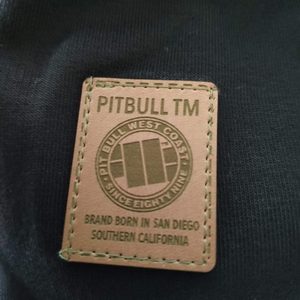 PITBULL TM
PIT BULL WEST COAST
SINCE EIGHTY NINE
BRAND BORN IN SAN DIEGO
SOUTHERN CALIFORNIA